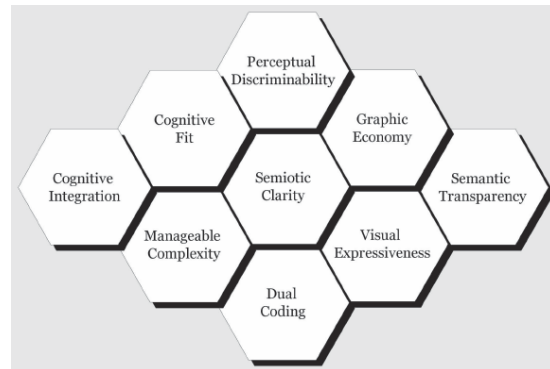 Perceptual
Discriminability
Cognitive
Fit
Graphic
Economy
Cognitive
Integration
Semiotic
Clarity
Semantic
Transparency
Manageable
Complexity
Visual
Expressiveness
Dual
Coding